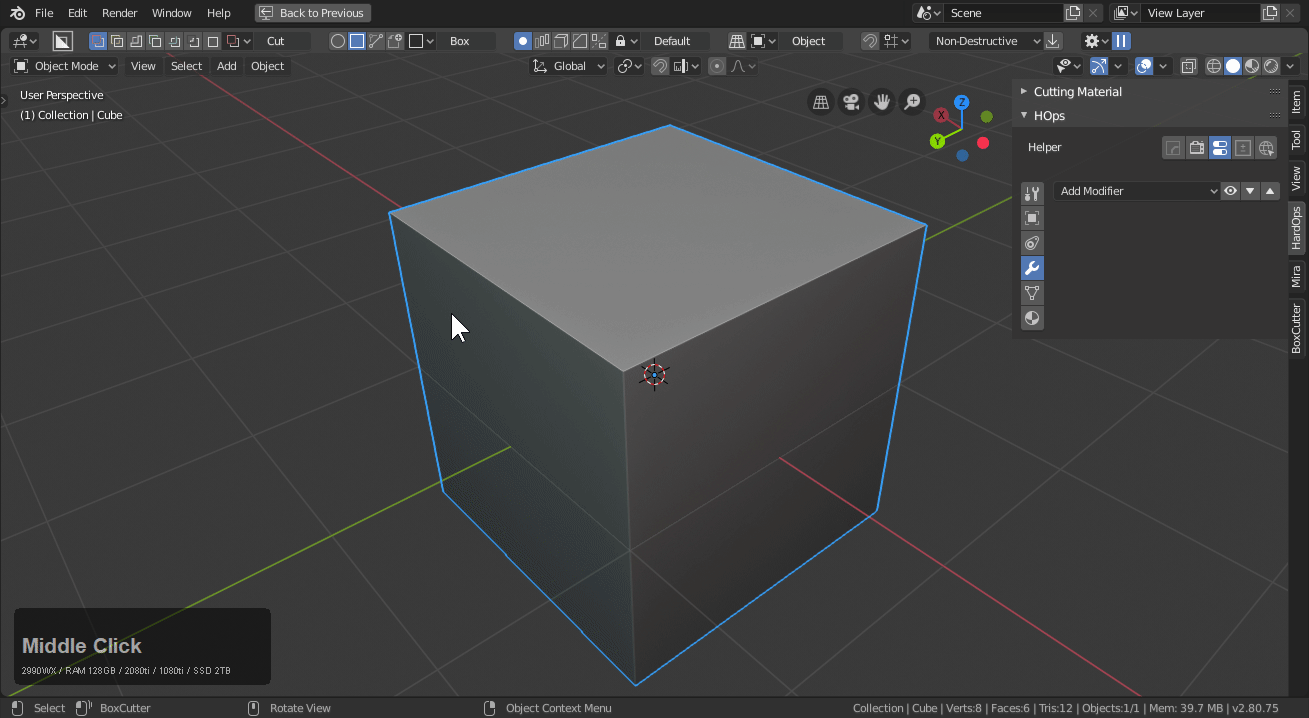 File Edit Render Window Help Back to Previous Scene View Layer
Cut Box Default Object Non-Destructive
Object Mode View Select Add Object Global
User Perspective
(1) Collection | Cube
Z
X
Y
Cutting Material
HOps
Helper
Add Modifier
Item
Tool
View
HardOps
Mira
BoxCutter
Middle Click
2990WX / RAM 128GB / 2080ti / 1080ti / SSD 2TB
Select BoxCutter Rotate View Object Context Menu Collection | Cube | Verts:8 | Faces:6 | Tris:12 | Objects:1/1 | Mem: 39.7 MB | v2.80.75